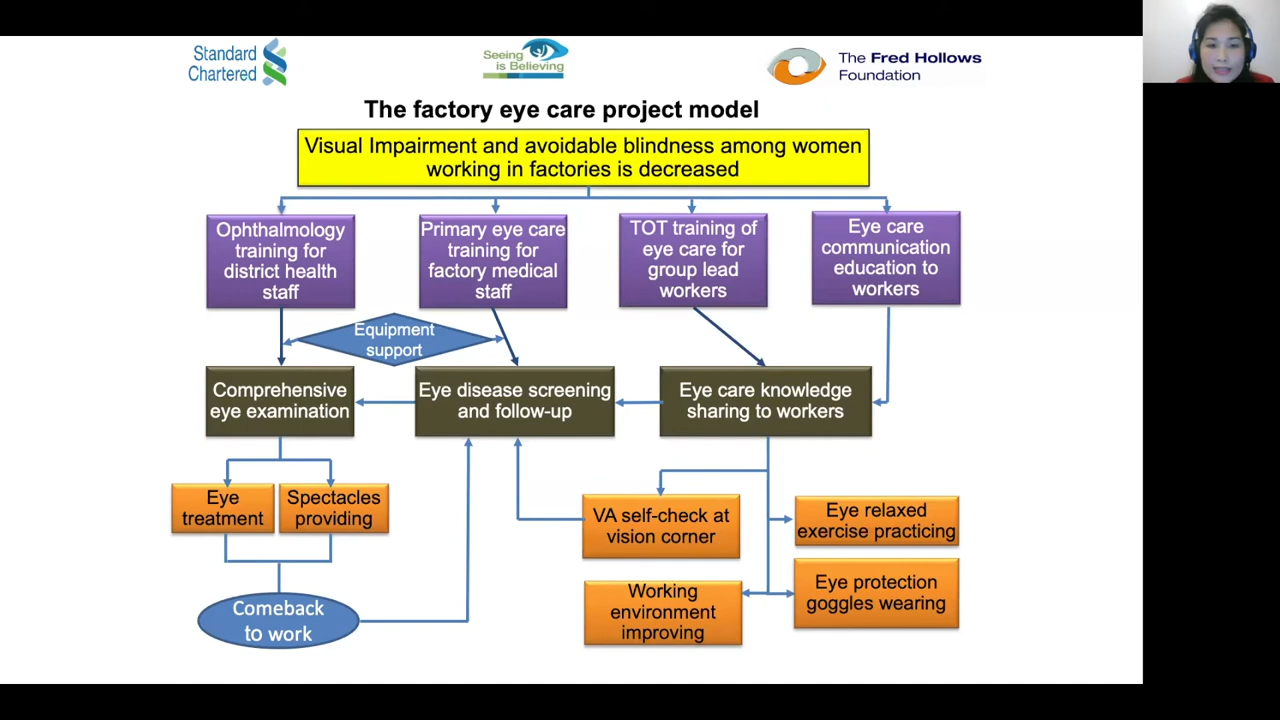 Standard
Chartered
Seeing
is Believing
The Fred Hollows
Foundation
The factory eye care project model
Visual Impairment and avoidable blindness among women
working in factories is decreased
Ophthalmology
training for
district health
staff
Primary eye care
training for
factory medical
staff
TOT training of
eye care for
group lead
workers
Eye care
communication
education to
workers
Equipment
support
Comprehensive
eye examination
Eye disease screening
and follow-up
Eye care knowledge
sharing to workers
Eye
treatment
Spectacles
providing
VA self-check at
vision corner
Eye relaxed
exercise practicing
Working
environment
improving
Eye protection
goggles wearing
Comeback
to work